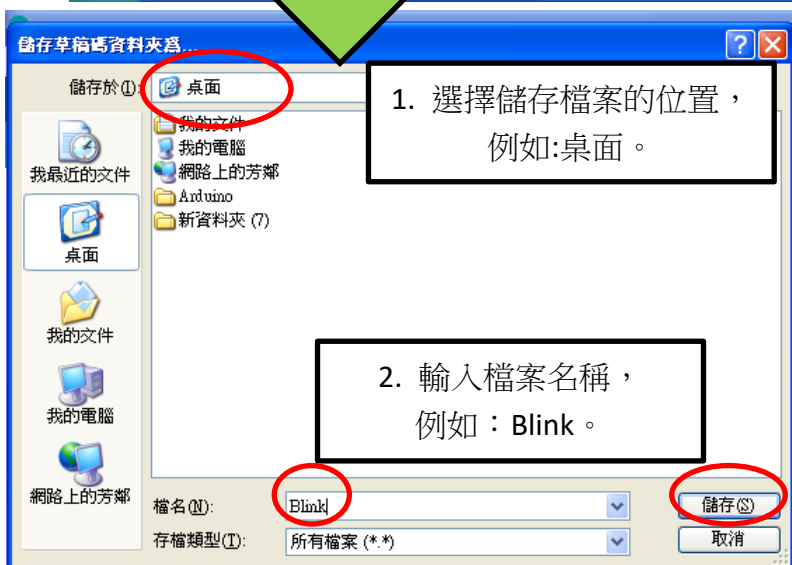 儲存草稿碼資料夾為...
儲存於(I):
桌面
1. 選擇儲存檔案的位置，
例如:桌面。
我的文件
我的電腦
網路上的芳鄰
Arduino
新資料夾 (7)
我最近的文件
桌面
我的文件
我的電腦
網路上的芳鄰
2. 輸入檔案名稱，
例如：Blink。
檔名(N):
Blink
儲存(S)
存檔類型(T):
所有檔案 (*.*)
取消